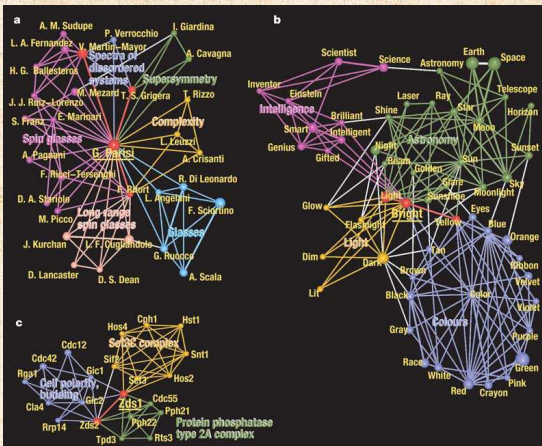 a
A. M. Sudupe
P. Verrocchio
I. Giardina
L. A. Fernandez
V. Martin-Mayor
A. Cavagna
Spectra of
disordered
systems
H. G. Ballesteros
M. Mezard
Supersymmetry
T. S. Grigera
T. Rizzo
J. J. Ruiz-Lorenzo
E. Marinari
Complexity
S. Franz
Spin glasses
L. Leuzzi
G. Parisi
A. Pagnani
A. Crisanti
F. Ricci-Tersenghi
R. Di Leonardo
F. Ritort
L. Angelani
F. Sciortino
D. A. Stariolo
M. Picco
Long-range
spin glasses
Glasses
J. Kurchan
L. F. Cugliandolo
G. Ruocco
D. Lancaster
D. S. Dean
A. Scala
b
Earth
Space
Scientist
Science
Astronomy
Inventor
Einstein
Laser
Ray
Telescope
Intelligence
Brilliant
Shine
Star
Horizon
Moon
Smart
Intelligent
Astronomy
Genius
Gifted
Night
Beam
Golden
Sun
Sunset
Glare
Moonlight
Sky
Light
Sunshine
Bright
Glow
Flashlight
Yellow
Eyes
Blue
Light
Orange
Dim
Dark
Tan
Brown
Ribbon
Velvet
Lit
Black
Color
Violet
Gray
Colours
Purple
Race
White
Green
Red
Crayon
Pink
c
Cph1
Hos4
Hst1
Cdc12
Set3C complex
Cdc42
Sif2
Snt1
Rga1
Gic1
Cell polarity,
budding
Set3
Hos2
Gic2
Zds1
Cdc55
Cla4
Pph21
Zds2
Pph22
Protein phosphatase
type 2A complex
Rrp14
Tpd3
Rts3